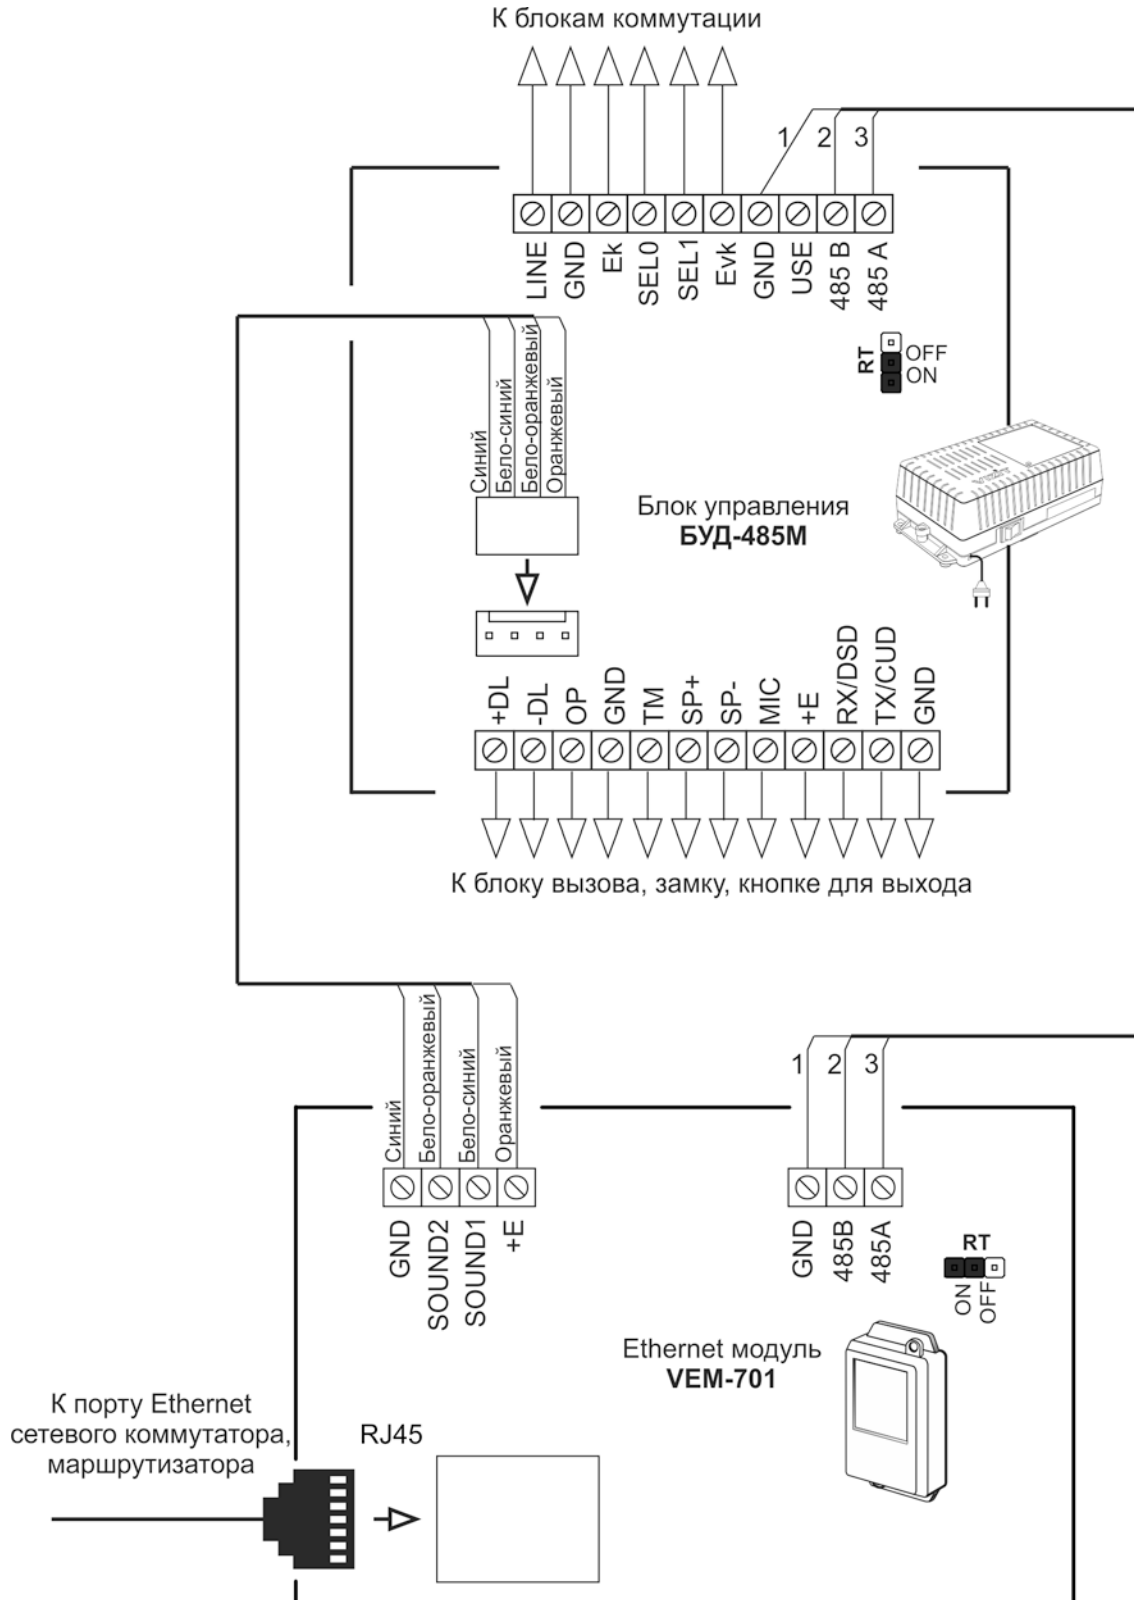 К блокам коммутации
1
2
3
LINE
GND
Ek
SEL0
SEL1
Evk
GND
USE
485 B
485 A
RT
OFF
ON
Синий
Бело-синий
Бело-оранжевый
Оранжевый
Блок управления
БУД-485М
+DL
-DL
OP
GND
TM
SP+
SP-
MIC
+E
RX/DSD
TX/CUD
GND
К блоку вызова, замку, кнопке для выхода
Синий
Бело-оранжевый
Бело-синий
Оранжевый
1
2
3
GND
SOUND2
SOUND1
+E
GND
485B
485A
RT
ON
OFF
Ethernet модуль
VEM-701
К порту Ethernet
сетевого коммутатора,
маршрутизатора
RJ45